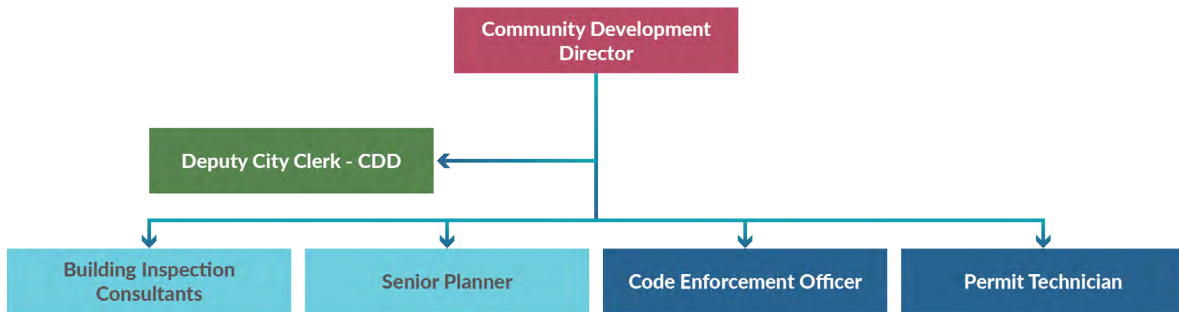 Community Development
Director
Deputy City Clerk - CDD
Building Inspection
Consultants
Senior Planner
Code Enforcement Officer
Permit Technician